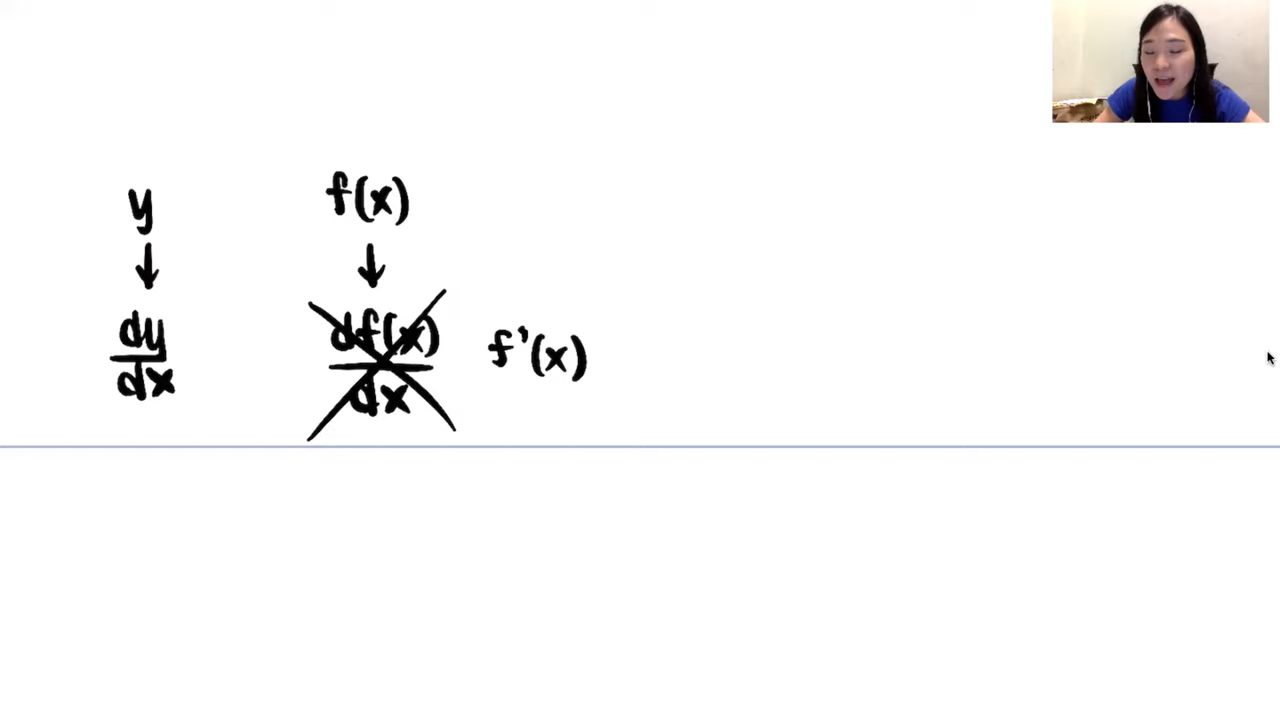 y f(x)
↓ ↓
dy/dx df(x)/dx f'(x)